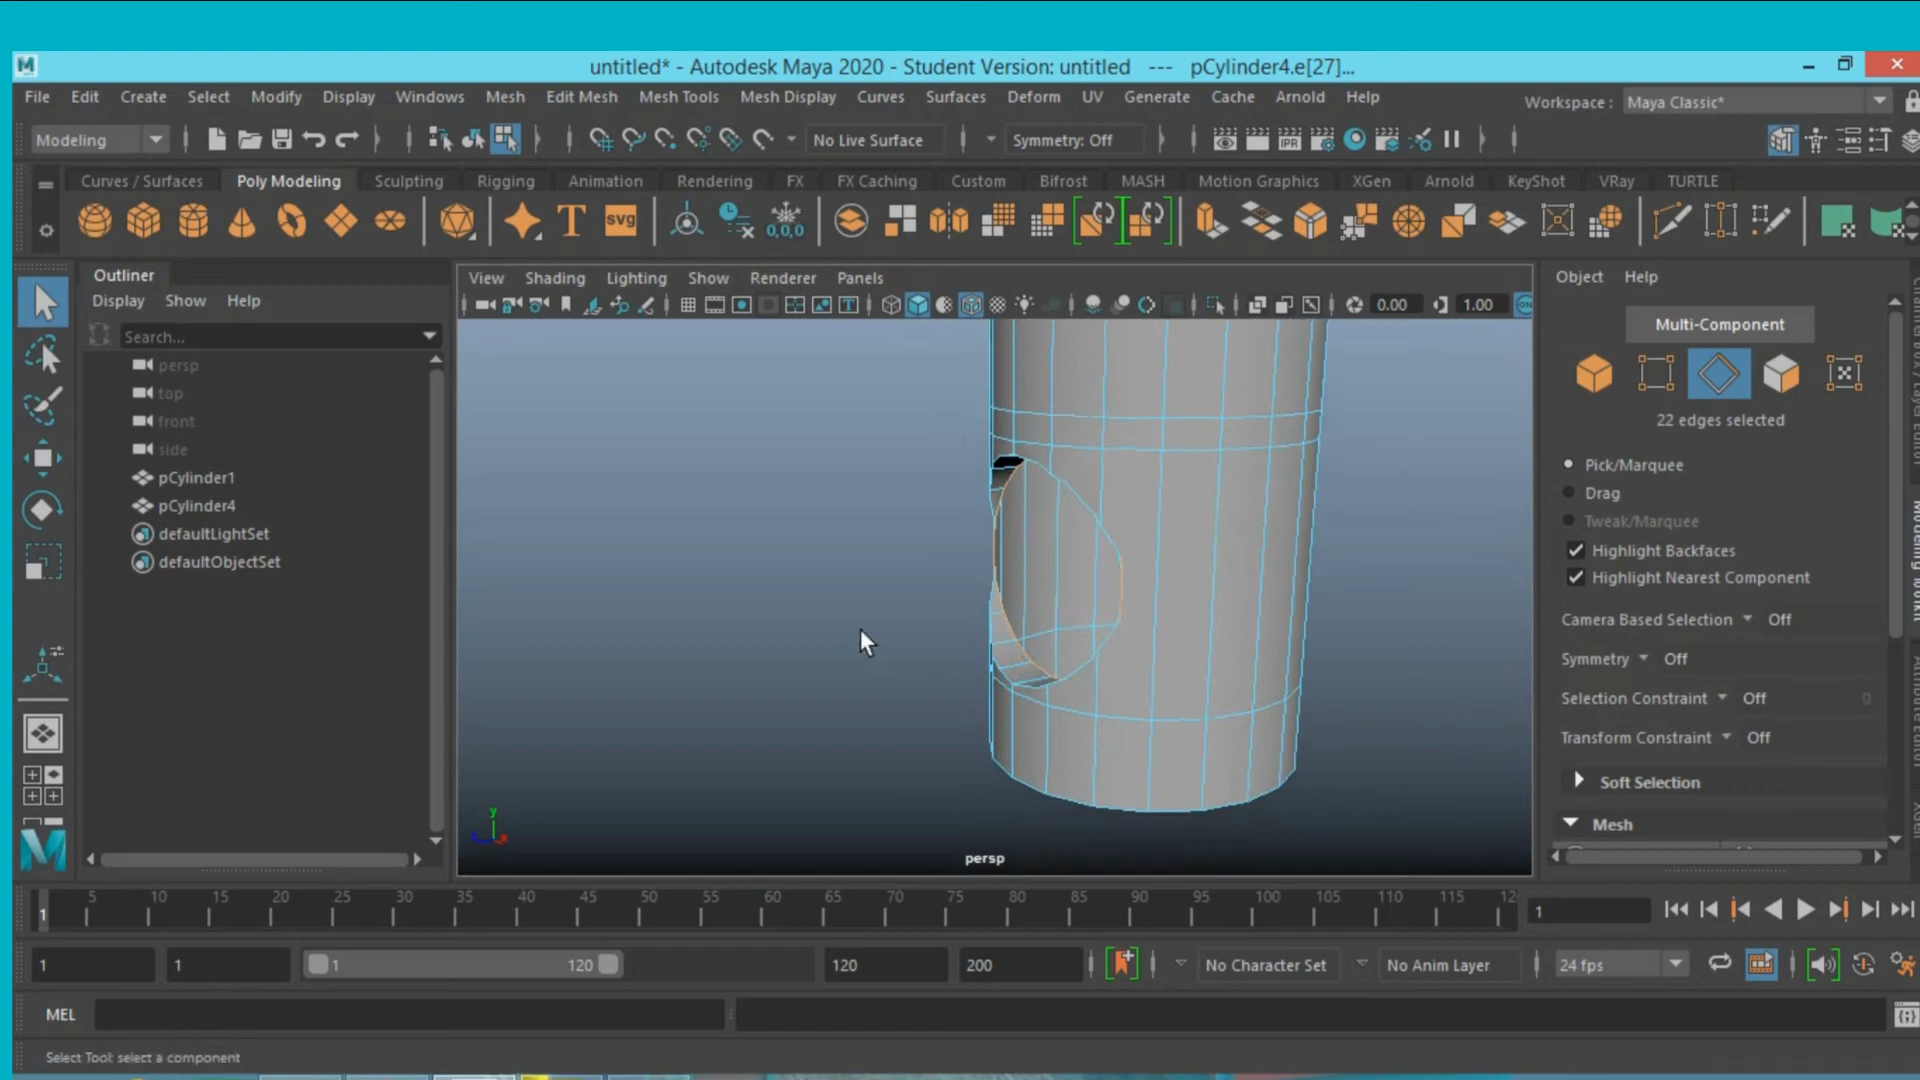 untitled* - Autodesk Maya 2020 - Student Version: untitled --- pCylinder4.e[27]...
File Edit Create Select Modify Display Windows Mesh Edit Mesh Mesh Tools Mesh Display Curves Surfaces Deform UV Generate Cache Arnold Help Workspace : Maya Classic*
Modeling No Live Surface Symmetry: Off IPR
Curves / Surfaces Poly Modeling Sculpting Rigging Animation Rendering FX FX Caching Custom Bifrost MASH Motion Graphics XGen Arnold KeyShot VRay TURTLE
T svg 0,0,0
Outliner
Display Show Help
Search...
persp
top
front
side
pCylinder1
pCylinder4
defaultLightSet
defaultObjectSet
View Shading Lighting Show Renderer Panels
0.00 1.00
y
persp
Object Help
Multi-Component
22 edges selected
Pick/Marquee
Drag
Tweak/Marquee
Highlight Backfaces
Highlight Nearest Component
Camera Based Selection Off
Symmetry Off
Selection Constraint Off 0
Transform Constraint Off
Soft Selection
Mesh
5 10 15 20 25 30 35 40 45 50 55 60 65 70 75 80 85 90 95 100 105 110 115 12
1 1
1 1 1 120 120 200 No Character Set No Anim Layer 24 fps
MEL
Select Tool: select a component